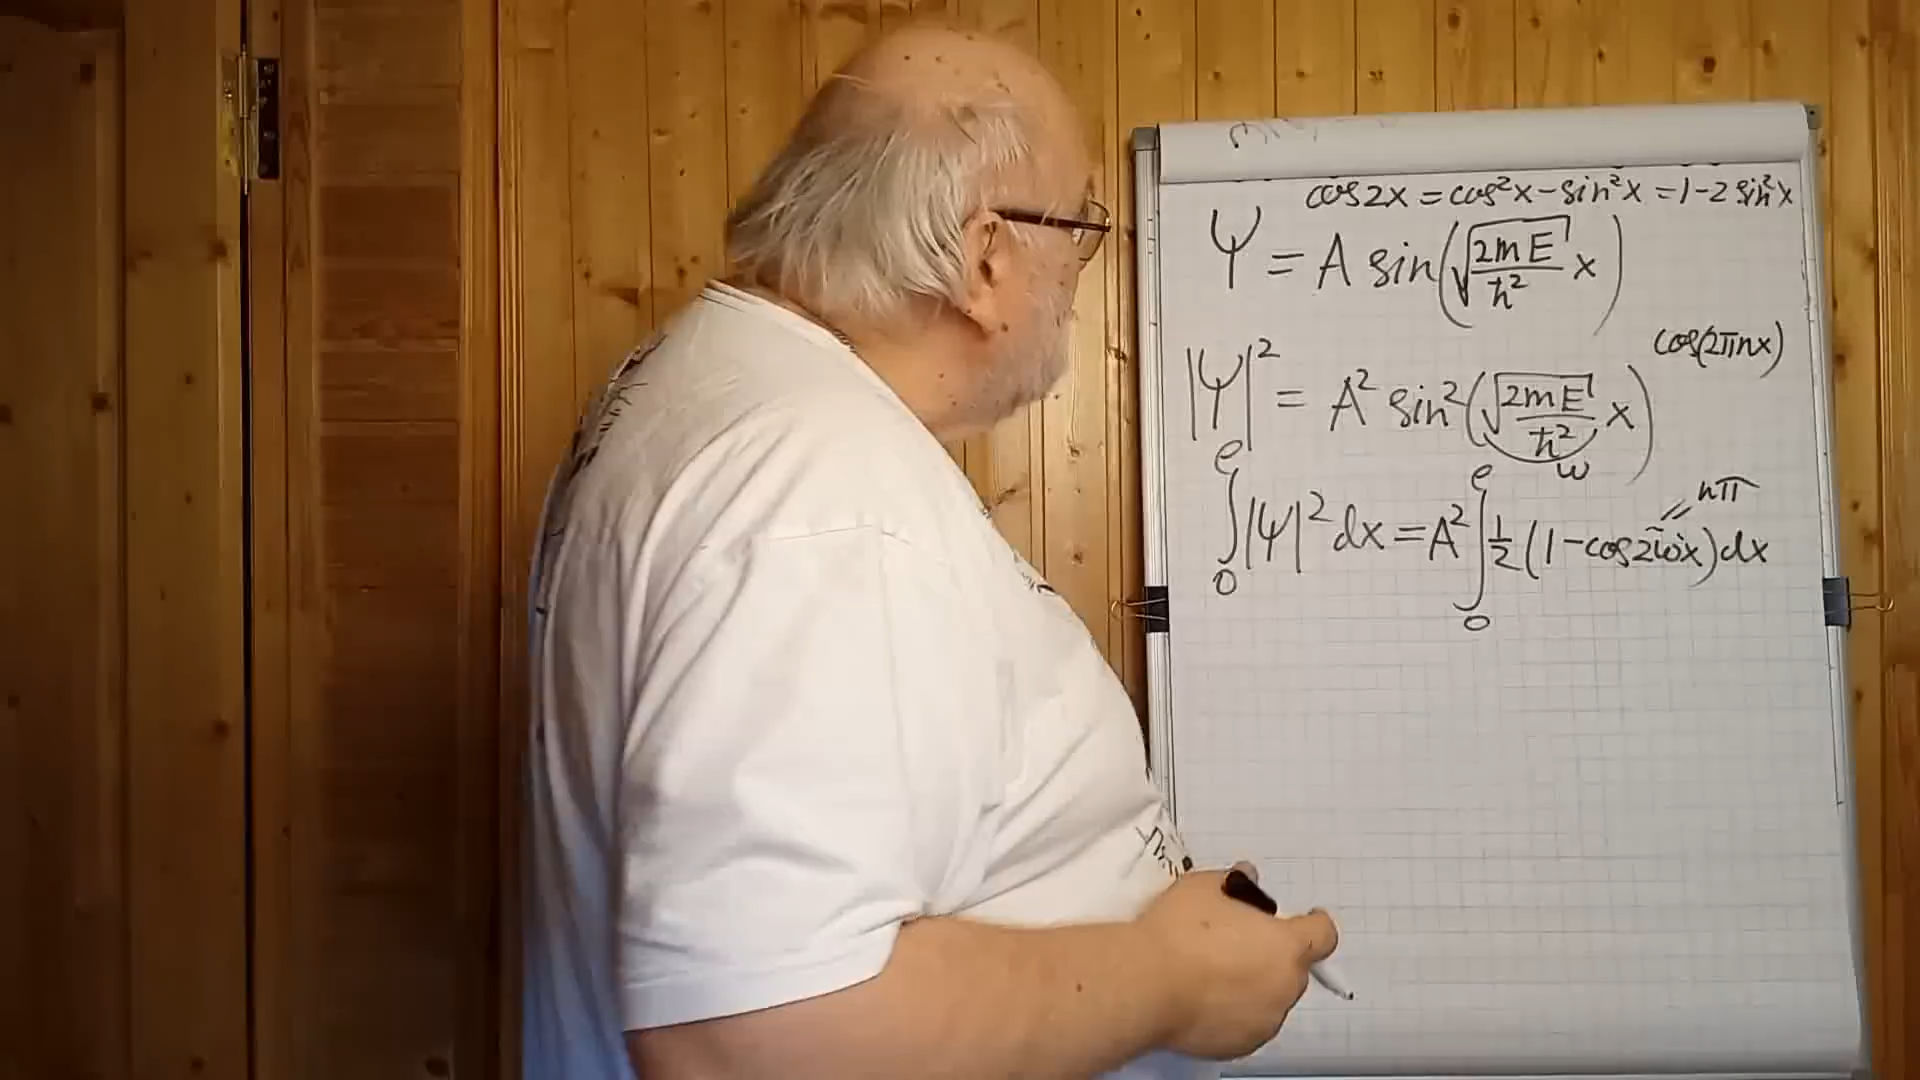 cos2x = cos²x − sin²x = 1 − 2 sin²x
Ψ = A sin(√(2mE/ħ²) x)
cos(2πnx)
|Ψ|² = A² sin²(√(2mE/ħ²) x)
ω
nπ
∫₀^ℓ |ψ|² dx = A² ∫₀^ℓ ½ (1 − cos2ωx) dx